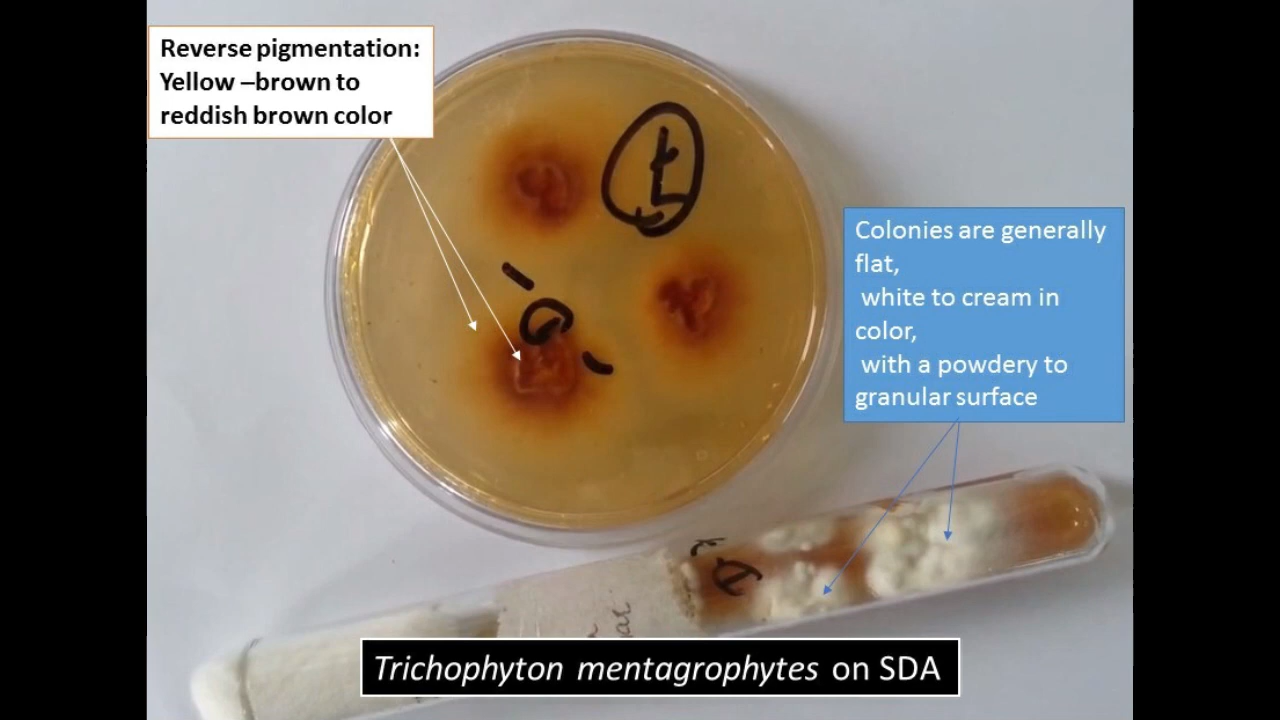 Reverse pigmentation:
Yellow –brown to
reddish brown color
Colonies are generally
flat,
white to cream in
color,
with a powdery to
granular surface
Trichophyton mentagrophytes on SDA